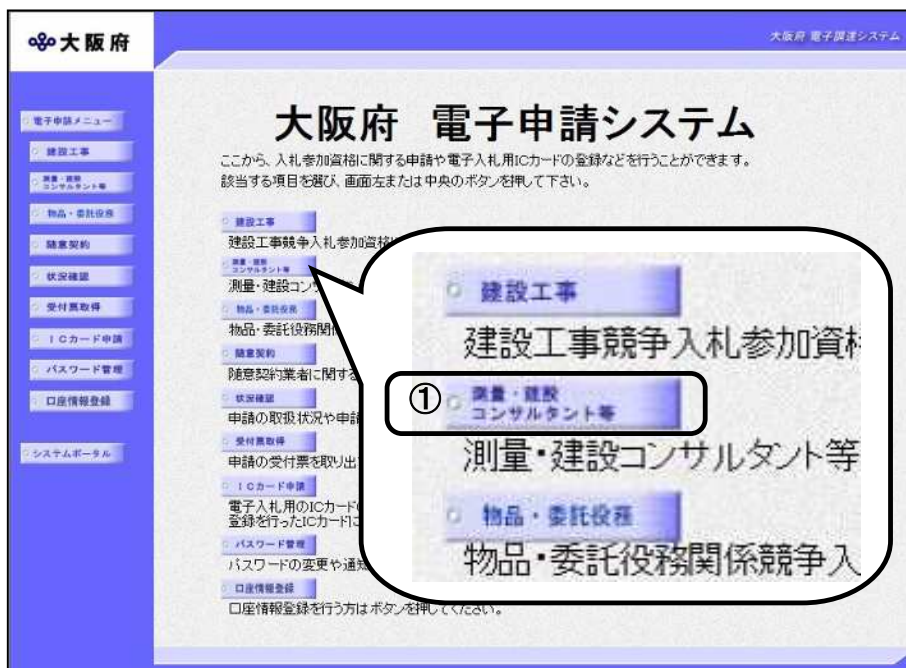 大阪府
大阪府 電子調達システム
電子申請メニュー
建設工事
測量・建設
コンサルタント等
物品・委託役務
随意契約
状況確認
受付票取得
ICカード申請
パスワード管理
口座情報登録
システムポータル
大阪府 電子申請システム
ここから、入札参加資格に関する申請や電子入札用ICカードの登録などを行うことができます。
該当する項目を選び、画面左または中央のボタンを押して下さい。
建設工事
建設工事競争入札参加資格
測量・建設
コンサルタント等
測量・建設コン
物品・委託役務
物品・委託役務関
随意契約
随意契約業者に関する
状況確認
申請の取扱状況や申請
受付票取得
申請の受付票を取り出
ICカード申請
電子入札用のICカードの
登録を行ったICカードに
パスワード管理
パスワードの変更や通知
口座情報登録
口座情報登録を行う方はボタンを押してください。
建設工事
建設工事競争入札参加資格
①
測量・建設
コンサルタント等
測量・建設コンサルタント等
物品・委託役務
物品・委託役務関係競争入